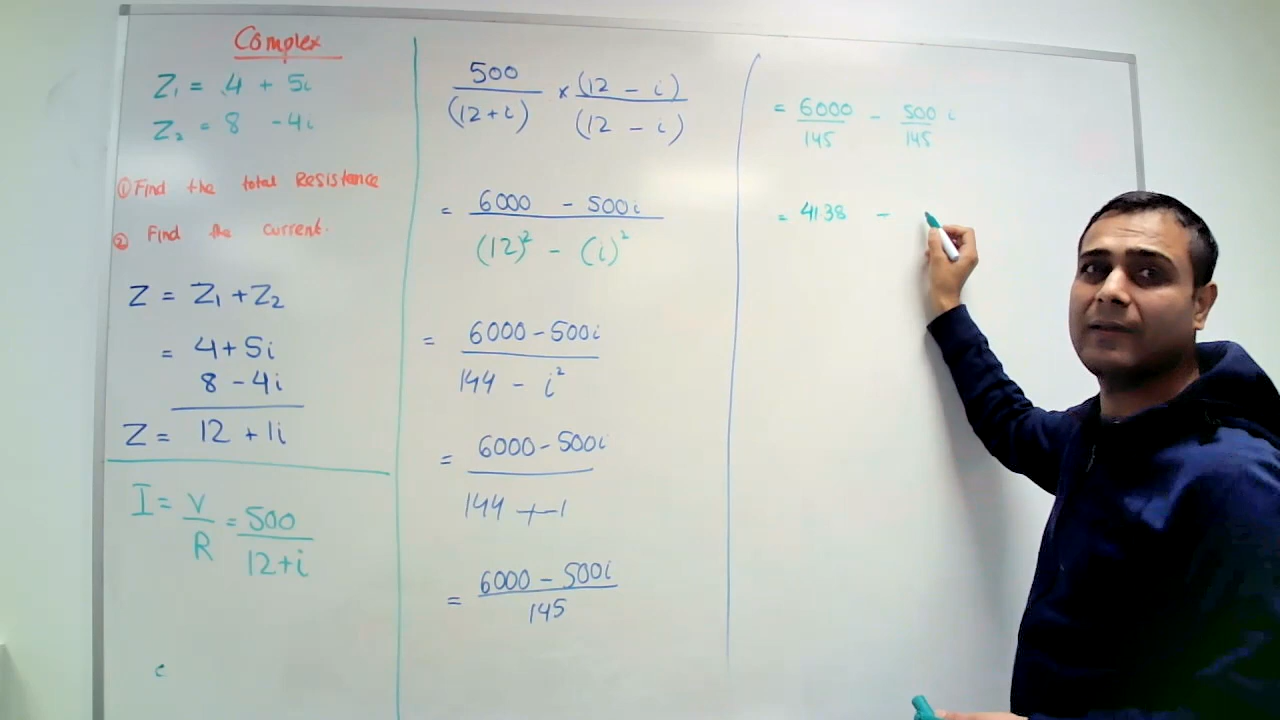 Complex
Z₁ = 4 + 5i
Z₂ = 8 - 4i
① Find the total Resistance
② Find the current.
Z = Z₁ + Z₂
= 4 + 5i
8 - 4i
Z = 12 + 1i
I = V/R = 500/12+i
500/(12+i) × (12 - i)/(12 - i)
= 6000 - 500i/(12)² - (i)²
= 6000 - 500i/144 - i²
= 6000 - 500i/144 + 1
= 6000 - 500i/145
= 6000/145 - 500/145 i
= 41.38 -